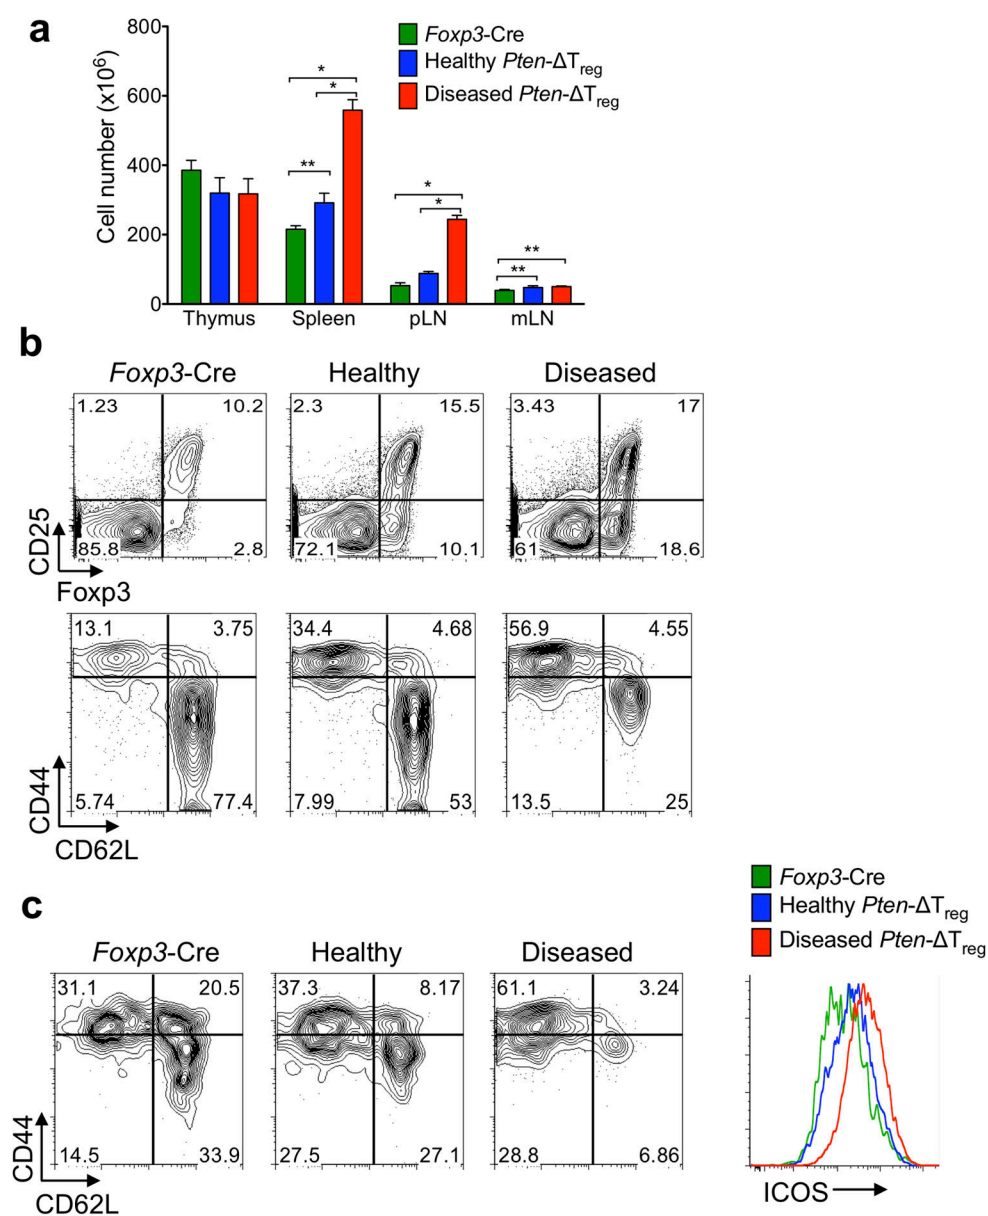 a
Cell number (x10⁶)
800
600
400
200
0
Foxp3-Cre
Healthy Pten-ΔTreg
Diseased Pten-ΔTreg
*
*
**
*
*
**
**
Thymus Spleen pLN mLN
b
Foxp3-Cre Healthy Diseased
1.23 10.2 2.3 15.5 3.43 17
85.8 2.8 72.1 10.1 61 18.6
CD25
Foxp3
13.1 3.75 34.4 4.68 56.9 4.55
5.74 77.4 7.99 53 13.5 25
CD44
CD62L
c
Foxp3-Cre Healthy Diseased
31.1 20.5 37.3 8.17 61.1 3.24
14.5 33.9 27.5 27.1 28.8 6.86
CD44
CD62L
Foxp3-Cre
Healthy Pten-ΔTreg
Diseased Pten-ΔTreg
ICOS